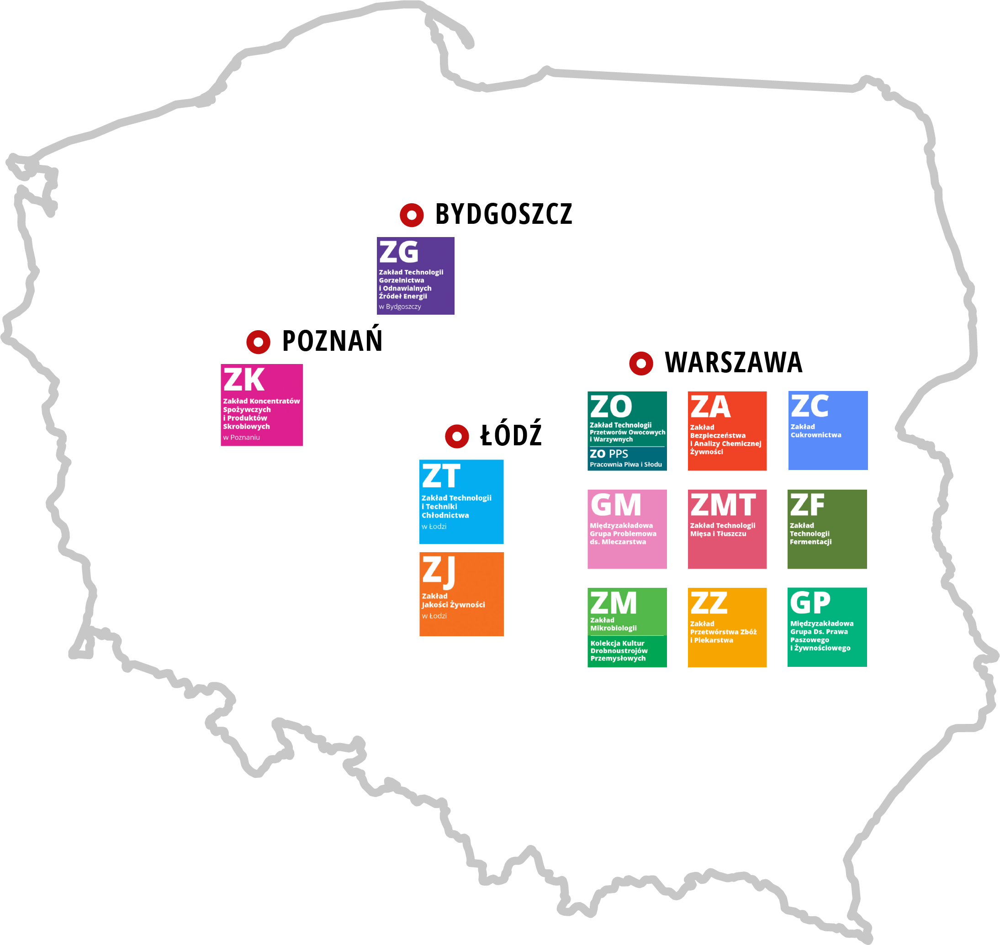 BYDGOSZCZ
ZG
Zakład Technologii
Gorzelnictwa
i Odnawialnych
Źródeł Energii
w Bydgoszczy
POZNAŃ
ZK
Zakład Koncentratów
Spożywczych
i Produktów
Skrobiowych
w Poznaniu
ŁÓDŹ
ZT
Zakład Technologii
i Techniki
Chłodnictwa
w Łodzi
ZJ
Zakład
Jakości Żywności
w Łodzi
WARSZAWA
ZO
Zakład Technologii
Przetworów Owocowych
i Warzywnych
ZO PPS
Pracownia Piwa i Słodu
ZA
Zakład
Bezpieczeństwa
i Analizy Chemicznej
Żywności
ZC
Zakład
Cukrownictwa
GM
Międzyzakładowa
Grupa Problemowa
ds. Mleczarstwa
ZMT
Zakład Technologii
Mięsa i Tłuszczu
ZF
Zakład
Technologii
Fermentacji
ZM
Zakład
Mikrobiologii
Kolekcja Kultur
Drobnoustrojów
Przemysłowych
ZZ
Zakład
Przetwórstwa Zbóż
i Piekarstwa
GP
Międzyzakładowa
Grupa Ds. Prawa
Paszowego
i Żywnościowego